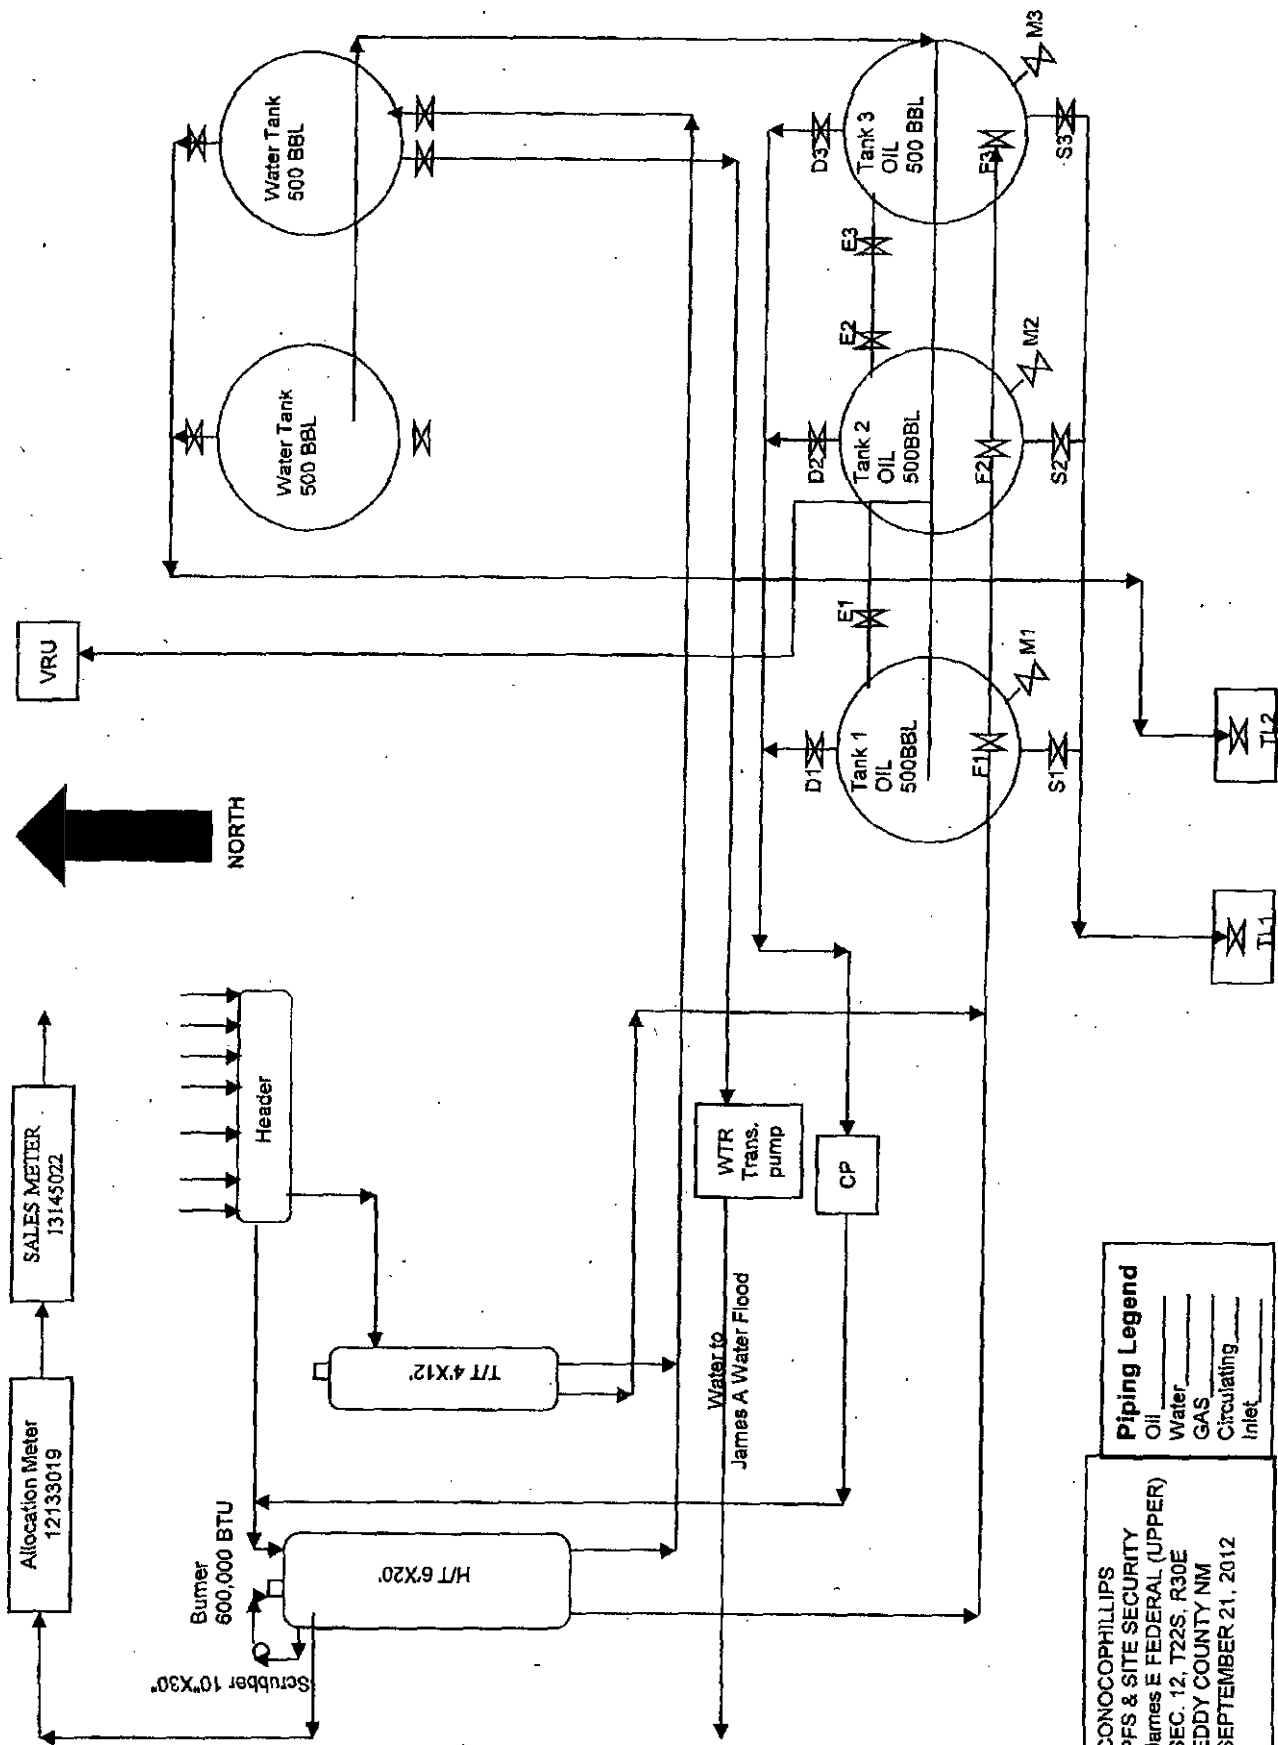 Allocation Meter
12133019
SALES METER
13145022
NORTH
VRU
Water Tank
500 BBL
Water Tank
500 BBL
Burner
600,000 BTU
Scrubber 10"X30"
H/T 6'X20'
T/T 4'X12'
Header
WTR
Trans.
pump
CP
Water to
James A Water Flood
D1
Tank 1
OIL
500BBL
E1
F1
M1
S1
D2
Tank 2
OIL
500BBL
E2
F2
M2
S2
D3
Tank 3
OIL
500 BBL
E3
F3
M3
S3
TL1
TL2
Piping Legend
Oil
Water
GAS
Circulating
Inlet
CONOCOPHILLIPS
PFS & SITE SECURITY
James E FEDERAL (UPPER)
SEC. 12, T22S, R30E
EDDY COUNTY NM
SEPTEMBER 21, 2012